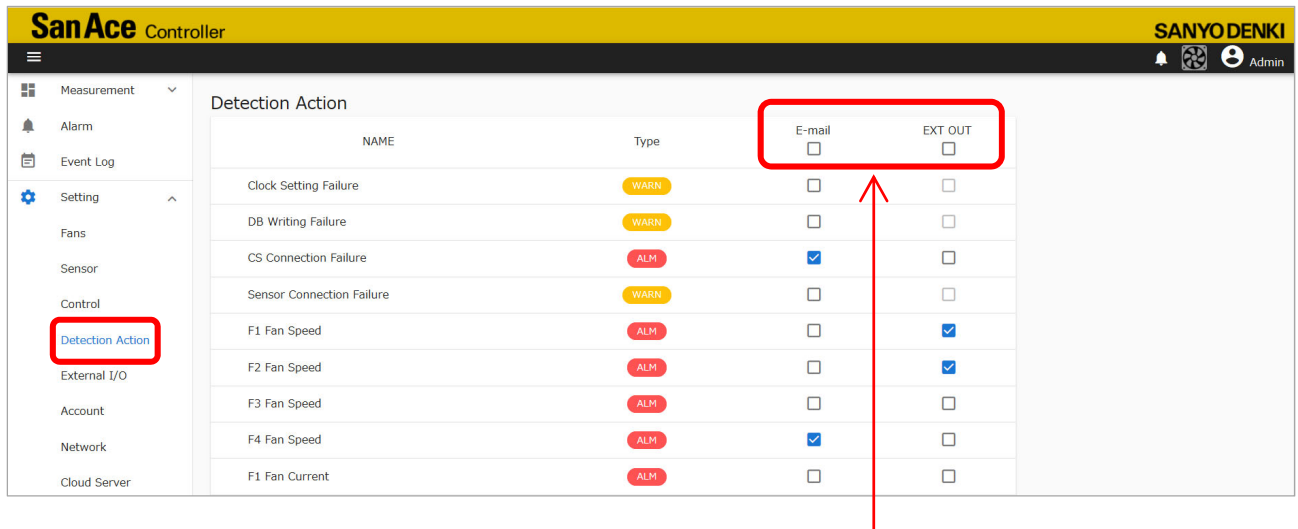 San Ace Controller
SANYO DENKI
Admin
Measurement
Alarm
Event Log
Setting
Fans
Sensor
Control
Detection Action
External I/O
Account
Network
Cloud Server
Detection Action
NAME Type E-mail EXT OUT
Clock Setting Failure WARN
DB Writing Failure WARN
CS Connection Failure ALM
Sensor Connection Failure WARN
F1 Fan Speed ALM
F2 Fan Speed ALM
F3 Fan Speed ALM
F4 Fan Speed ALM
F1 Fan Current ALM